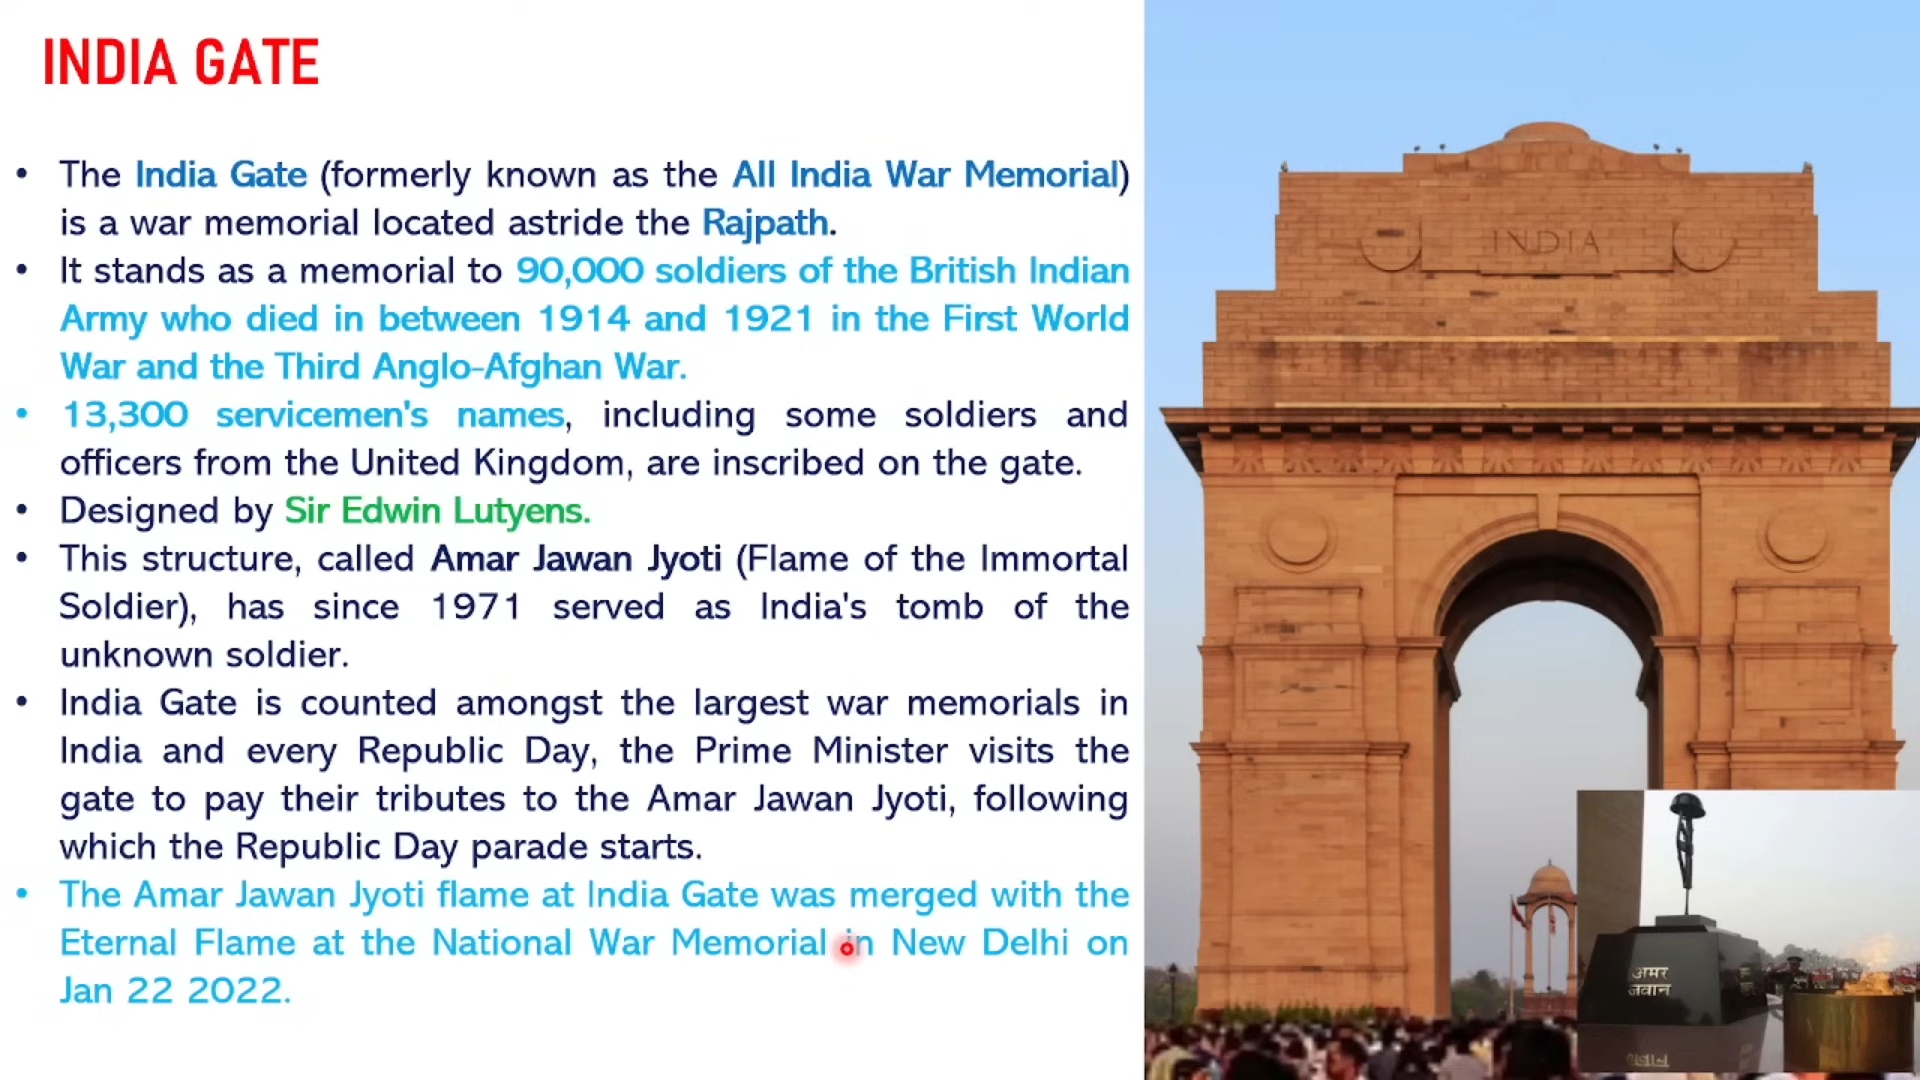 INDIA GATE
• The India Gate (formerly known as the All India War Memorial)
is a war memorial located astride the Rajpath.
• It stands as a memorial to 90,000 soldiers of the British Indian
Army who died in between 1914 and 1921 in the First World
War and the Third Anglo-Afghan War.
• 13,300 servicemen's names, including some soldiers and
officers from the United Kingdom, are inscribed on the gate.
• Designed by Sir Edwin Lutyens.
• This structure, called Amar Jawan Jyoti (Flame of the Immortal
Soldier), has since 1971 served as India's tomb of the
unknown soldier.
• India Gate is counted amongst the largest war memorials in
India and every Republic Day, the Prime Minister visits the
gate to pay their tributes to the Amar Jawan Jyoti, following
which the Republic Day parade starts.
• The Amar Jawan Jyoti flame at India Gate was merged with the
Eternal Flame at the National War Memorial in New Delhi on
Jan 22 2022.
INDIA
अमर
जवान